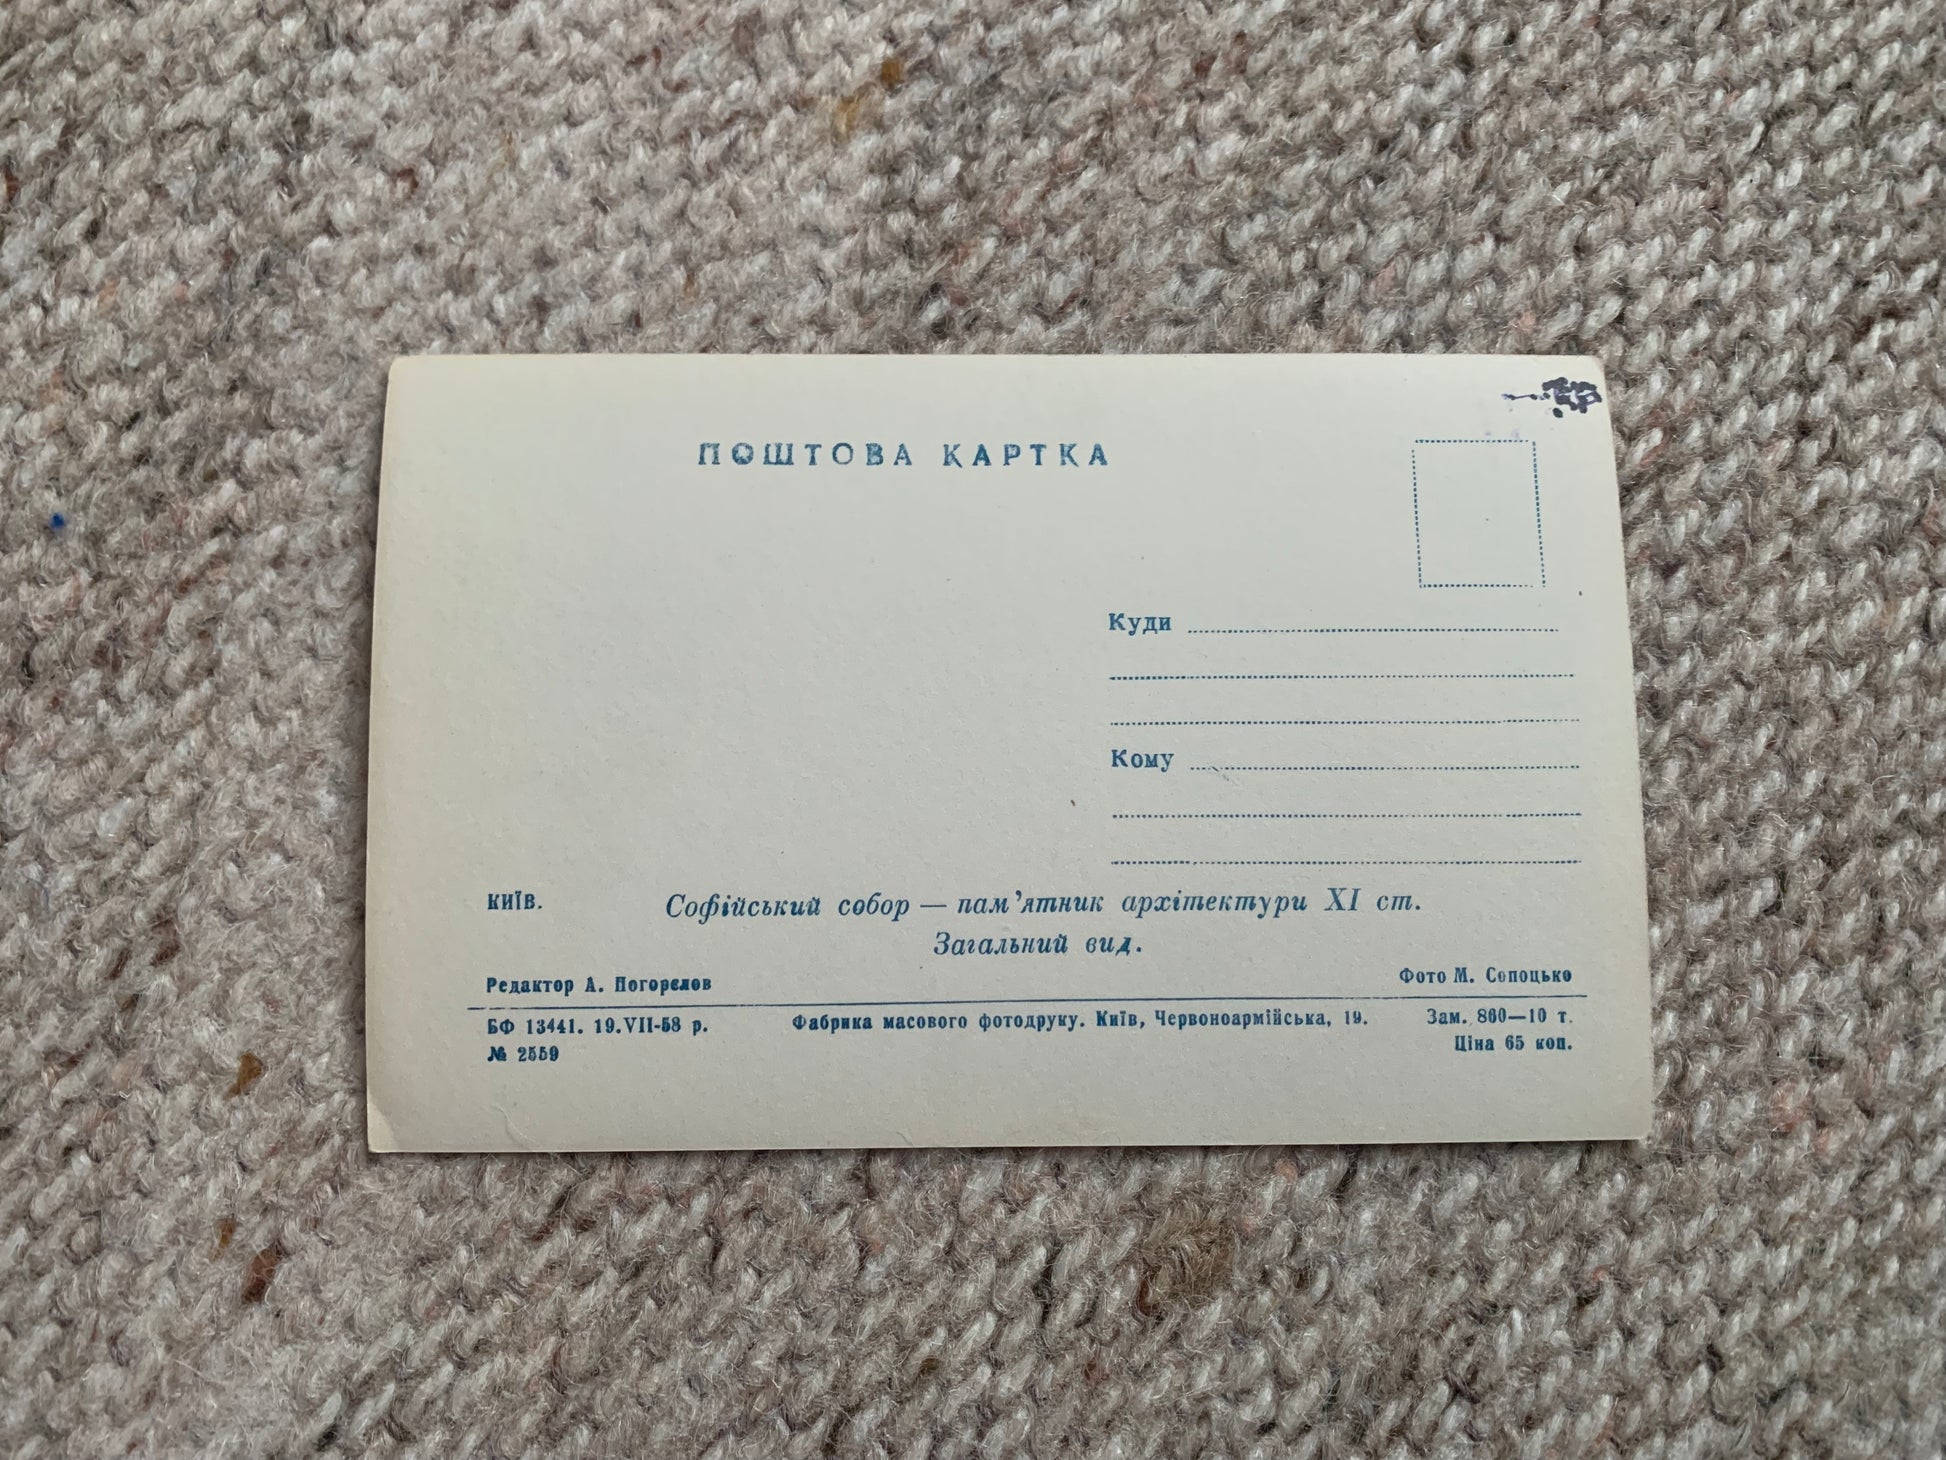 ПОШТОВА КАРТКА
Куди
Кому
КИЇВ. Софійський собор — пам’ятник архітектури XI ст.
Загальний вид.
Редактор А. Погорєлов Фото М. Сопоцько
БФ 13441. 19.VII-58 р. Фабрика масового фотодруку. Київ, Червоноармійська, 19. Зам. 860—10 т.
№ 2559 Ціна 65 коп.